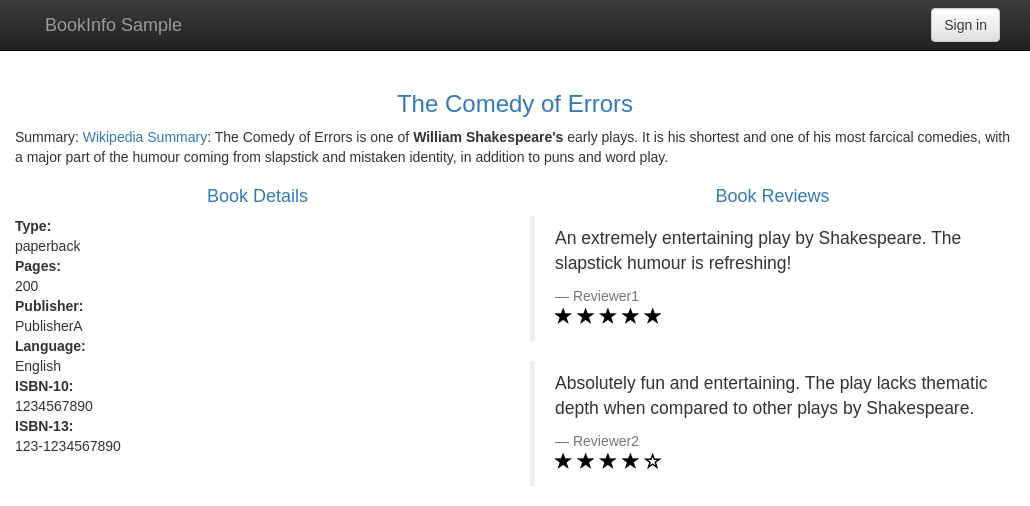 BookInfo Sample
Sign in
The Comedy of Errors
Summary: Wikipedia Summary: The Comedy of Errors is one of William Shakespeare's early plays. It is his shortest and one of his most farcical comedies, with
a major part of the humour coming from slapstick and mistaken identity, in addition to puns and word play.
Book Details
Type:
paperback
Pages:
200
Publisher:
PublisherA
Language:
English
ISBN-10:
1234567890
ISBN-13:
123-1234567890
Book Reviews
An extremely entertaining play by Shakespeare. The
slapstick humour is refreshing!
— Reviewer1
Absolutely fun and entertaining. The play lacks thematic
depth when compared to other plays by Shakespeare.
— Reviewer2